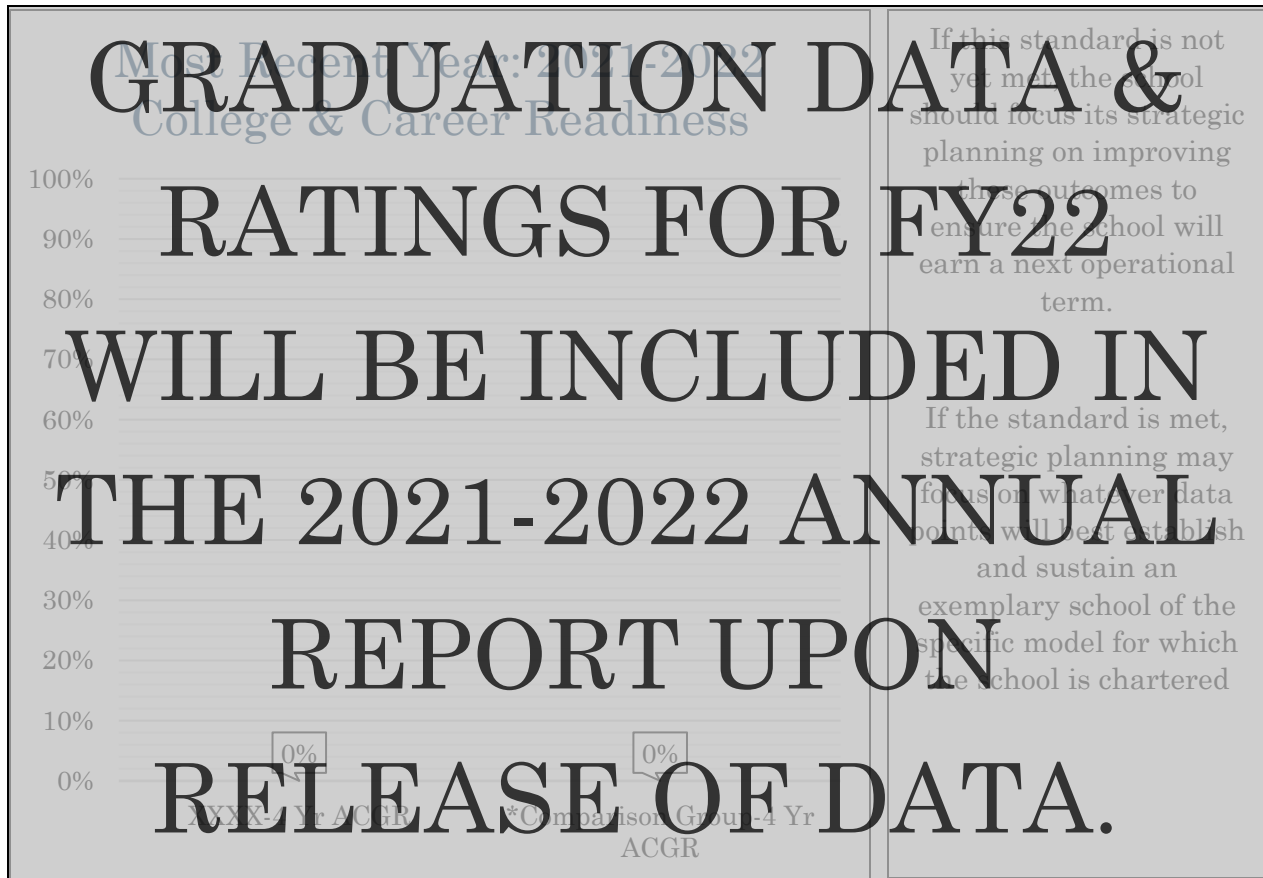 GRADUATION DATA &
RATINGS FOR FY22
WILL BE INCLUDED IN
THE 2021-2022 ANNUAL
REPORT UPON
RELEASE OF DATA.
Most Recent Year: 2021-2022
College & Career Readiness
100%
90%
80%
70%
60%
50%
40%
30%
20%
10%
0%
0%
0%
XXXX-4 Yr ACGR
*Comparison Group-4 Yr
ACGR
If this standard is not
yet met, the school
should focus its strategic
planning on improving
these outcomes to
ensure the school will
earn a next operational
term.
If the standard is met,
strategic planning may
focus on whatever data
points will best establish
and sustain an
exemplary school of the
specific model for which
the school is chartered